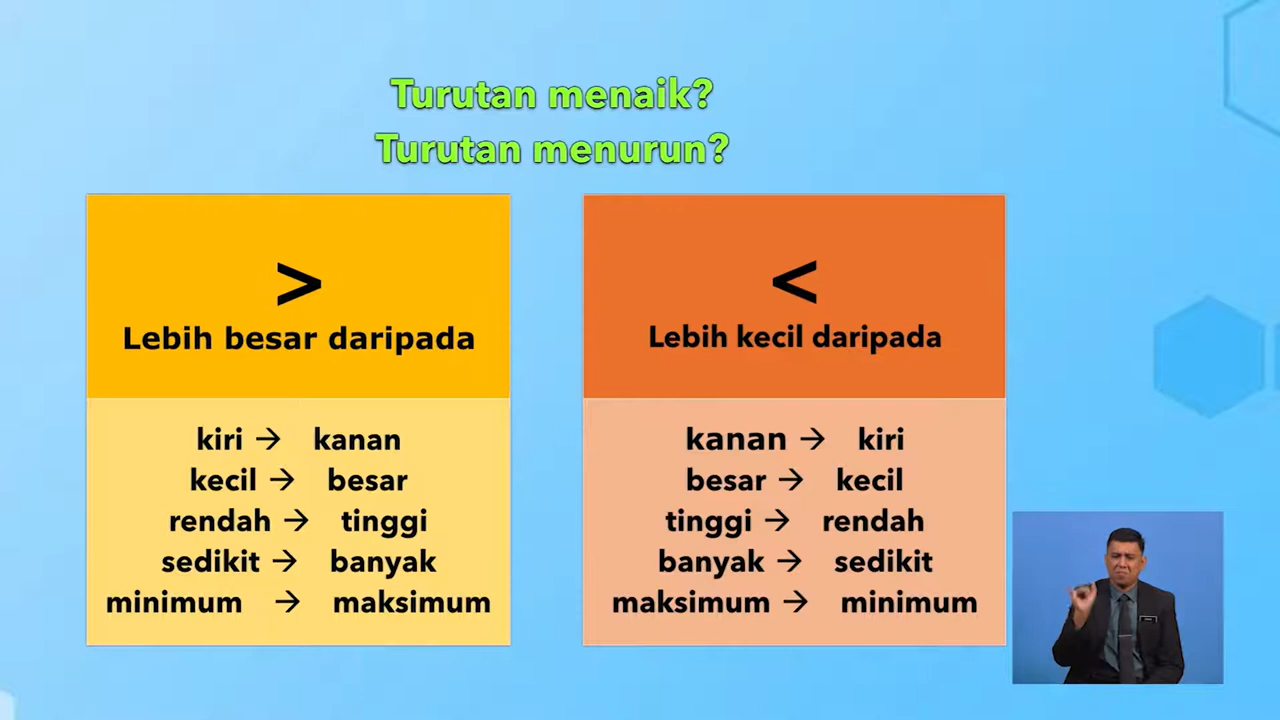 Turutan menaik?
Turutan menurun?
>
Lebih besar daripada
kiri → kanan
kecil → besar
rendah → tinggi
sedikit → banyak
minimum → maksimum
<
Lebih kecil daripada
kanan → kiri
besar → kecil
tinggi → rendah
banyak → sedikit
maksimum → minimum